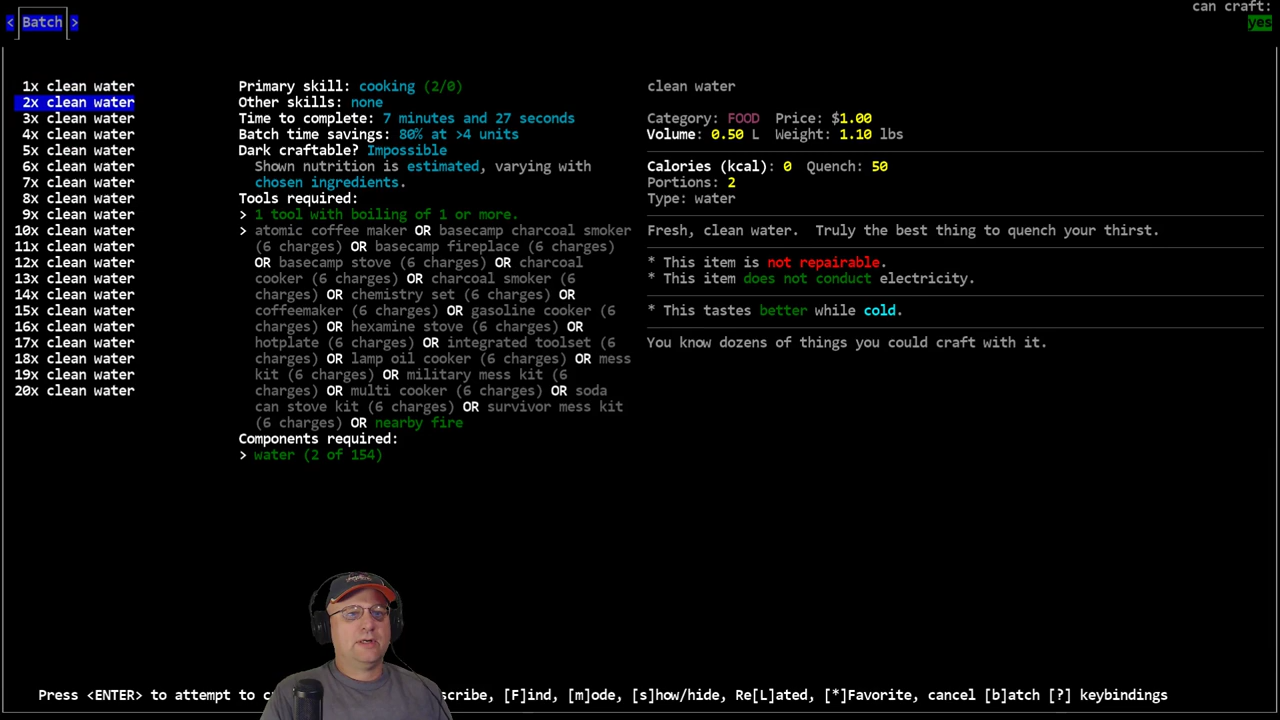 can craft:
< Batch >
yes
1x clean water
2x clean water
3x clean water
4x clean water
5x clean water
6x clean water
7x clean water
8x clean water
9x clean water
10x clean water
11x clean water
12x clean water
13x clean water
14x clean water
15x clean water
16x clean water
17x clean water
18x clean water
19x clean water
20x clean water
Primary skill: cooking (2/0)
Other skills: none
Time to complete: 7 minutes and 27 seconds
Batch time savings: 80% at >4 units
Dark craftable? Impossible
Shown nutrition is estimated, varying with
chosen ingredients.
Tools required:
> 1 tool with boiling of 1 or more.
> atomic coffee maker OR basecamp charcoal smoker
(6 charges) OR basecamp fireplace (6 charges)
OR basecamp stove (6 charges) OR charcoal
cooker (6 charges) OR charcoal smoker (6
charges) OR chemistry set (6 charges) OR
coffeemaker (6 charges) OR gasoline cooker (6
charges) OR hexamine stove (6 charges) OR
hotplate (6 charges) OR integrated toolset (6
charges) OR lamp oil cooker (6 charges) OR mess
kit (6 charges) OR military mess kit (6
charges) OR multi cooker (6 charges) OR soda
can stove kit (6 charges) OR survivor mess kit
(6 charges) OR nearby fire
Components required:
> water (2 of 154)
clean water
Category: FOOD Price: $1.00
Volume: 0.50 L Weight: 1.10 lbs
Calories (kcal): 0 Quench: 50
Portions: 2
Type: water
Fresh, clean water. Truly the best thing to quench your thirst.
* This item is not repairable.
* This item does not conduct electricity.
* This tastes better while cold.
You know dozens of things you could craft with it.
Press <ENTER> to attempt to c scribe, [F]ind, [m]ode, [s]how/hide, Re[L]ated, [*]Favorite, cancel [b]atch [?] keybindings